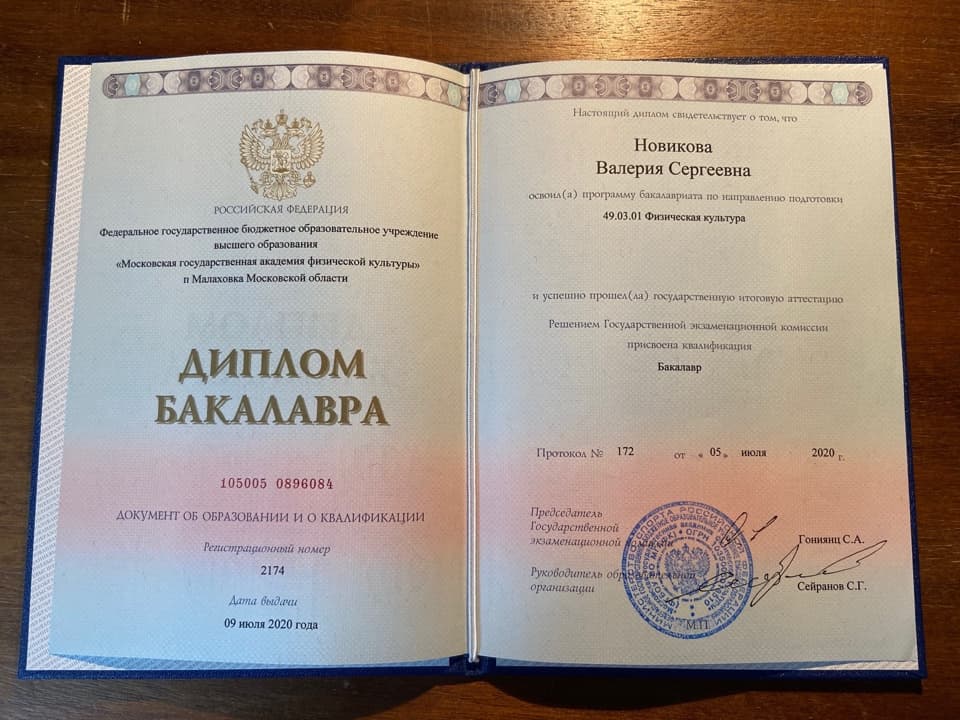 РОССИЙСКАЯ ФЕДЕРАЦИЯ
Федеральное государственное бюджетное образовательное учреждение
высшего образования
«Московская государственная академия физической культуры»
п Малаховка Московской области
ДИПЛОМ
БАКАЛАВРА
105005 0896084
ДОКУМЕНТ ОБ ОБРАЗОВАНИИ И О КВАЛИФИКАЦИИ
Регистрационный номер
2174
Дата выдачи
09 июля 2020 года
Настоящий диплом свидетельствует о том, что
Новикова
Валерия Сергеевна
освоил(а) программу бакалавриата по направлению подготовки
49.03.01 Физическая культура
и успешно прошел(ла) государственную итоговую аттестацию
Решением Государственной экзаменационной комиссии
присвоена квалификация
Бакалавр
Протокол № 172 от «05» июля 2020 г.
Председатель
Государственной
экзаменационной комиссии
Гониянц С.А.
Руководитель образовательной
организации
Сейранов С.Г.
М.П.